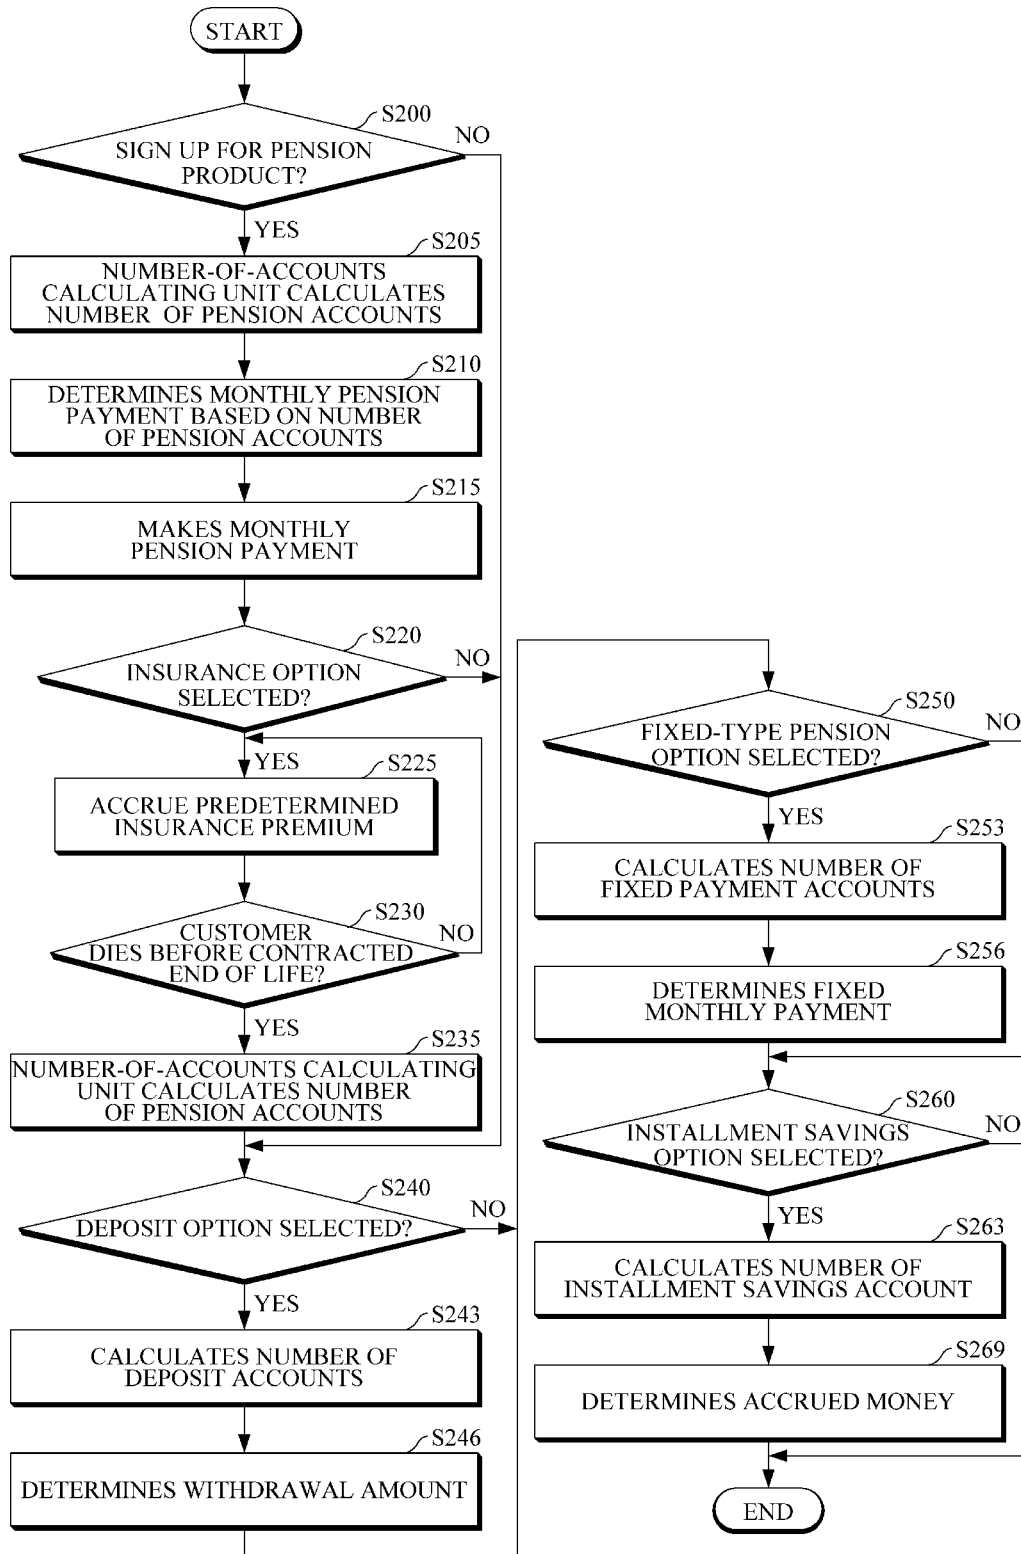 START
S200
NO
SIGN UP FOR PENSION
PRODUCT?
YES
S205
NUMBER-OF-ACCOUNTS
CALCULATING UNIT CALCULATES
NUMBER OF PENSION ACCOUNTS
S210
DETERMINES MONTHLY PENSION
PAYMENT BASED ON NUMBER
OF PENSION ACCOUNTS
S215
MAKES MONTHLY
PENSION PAYMENT
S220
NO
INSURANCE OPTION
SELECTED?
YES
S225
ACCRUE PREDETERMINED
INSURANCE PREMIUM
S230
NO
CUSTOMER
DIES BEFORE CONTRACTED
END OF LIFE?
YES
S235
NUMBER-OF-ACCOUNTS CALCULATING
UNIT CALCULATES NUMBER
OF PENSION ACCOUNTS
S240
NO
DEPOSIT OPTION SELECTED?
YES
S243
CALCULATES NUMBER OF
DEPOSIT ACCOUNTS
S246
DETERMINES WITHDRAWAL AMOUNT
S250
NO
FIXED-TYPE PENSION
OPTION SELECTED?
YES
S253
CALCULATES NUMBER OF
FIXED PAYMENT ACCOUNTS
S256
DETERMINES FIXED
MONTHLY PAYMENT
S260
NO
INSTALLMENT SAVINGS
OPTION SELECTED?
YES
S263
CALCULATES NUMBER OF
INSTALLMENT SAVINGS ACCOUNT
S269
DETERMINES ACCRUED MONEY
END